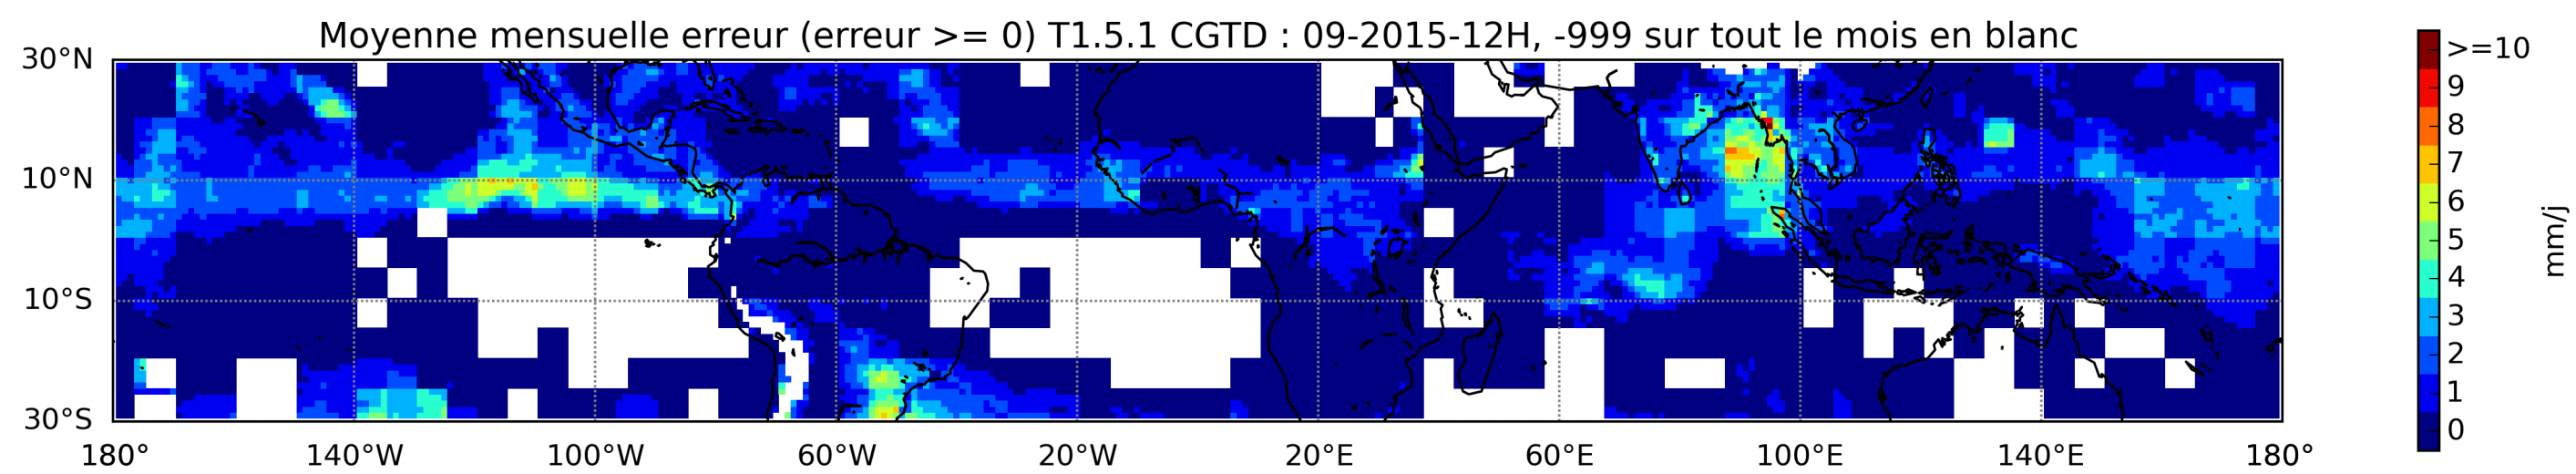 Moyenne mensuelle erreur (erreur >= 0) T1.5.1 CGTD : 09-2015-12H, -999 sur tout le mois en blanc
30°N
10°N
10°S
30°S
180° 140°W 100°W 60°W 20°W 20°E 60°E 100°E 140°E 180°
>=10
9
8
7
6
5
4
3
2
1
0
mm/j